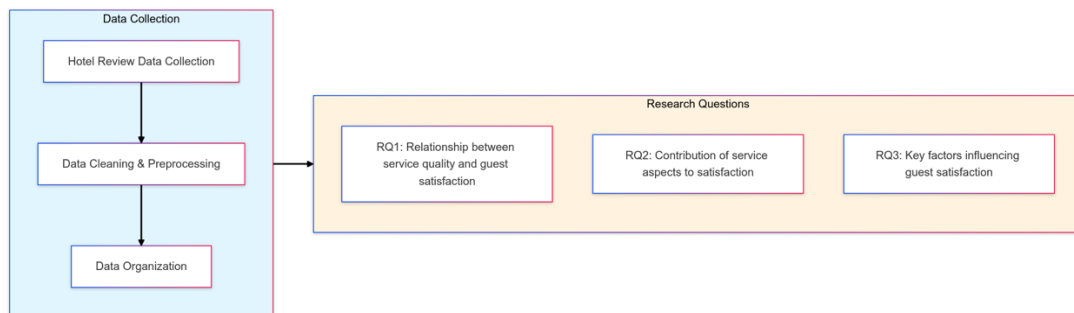 Data Collection
Hotel Review Data Collection
Data Cleaning & Preprocessing
Data Organization
Research Questions
RQ1: Relationship between
service quality and guest
satisfaction
RQ2: Contribution of service
aspects to satisfaction
RQ3: Key factors influencing
guest satisfaction